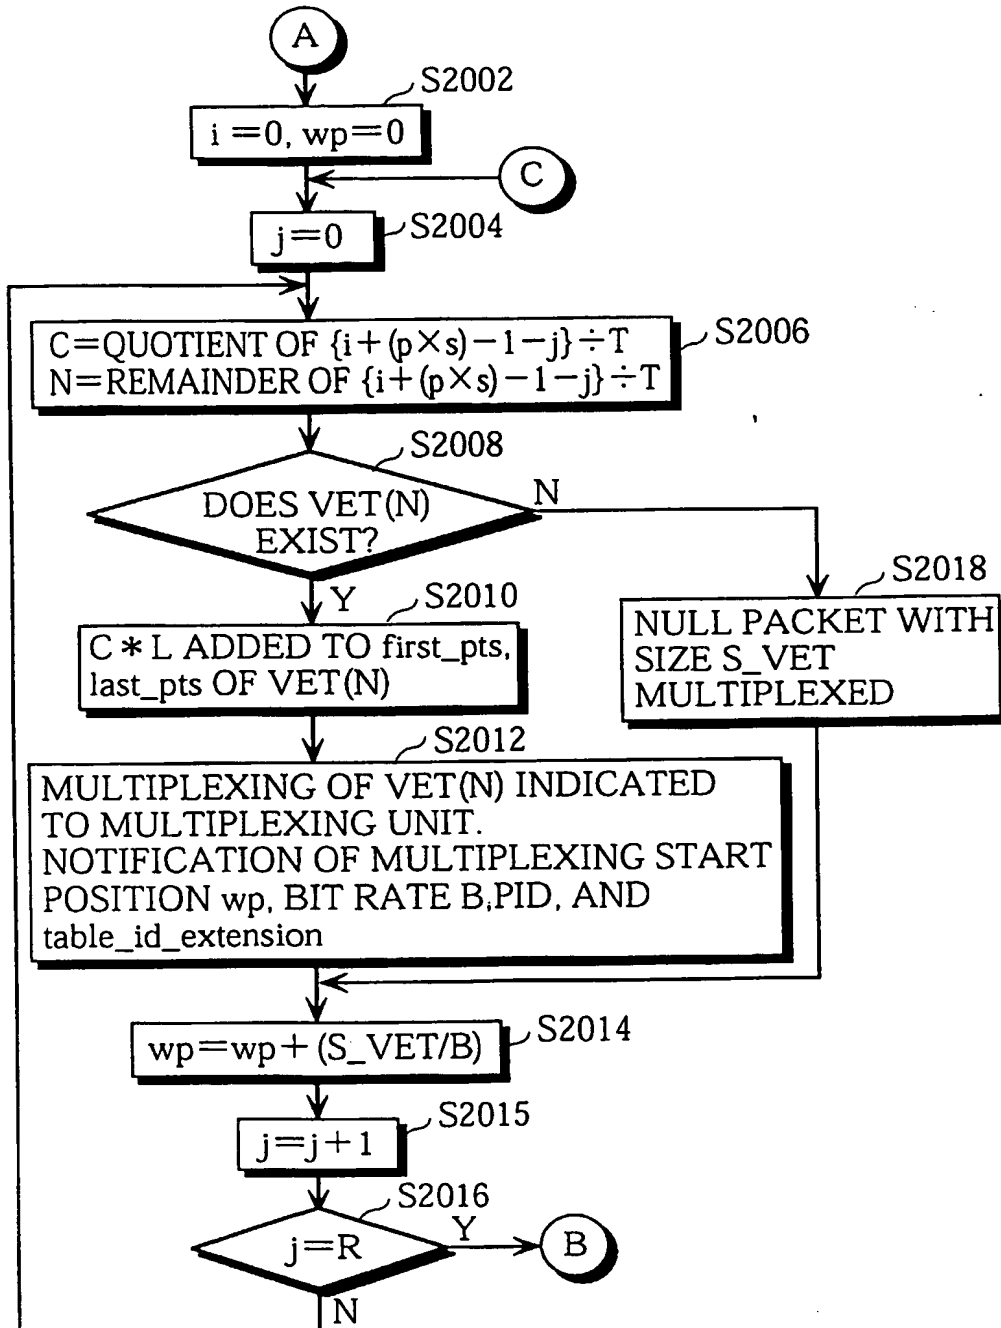 A
S2002
i=0, wp=0
C
j=0
S2004
C=QUOTIENT OF {i+(p×s)−1−j}÷T
N=REMAINDER OF {i+(p×s)−1−j}÷T
S2006
S2008
DOES VET(N)
EXIST?
N
Y
S2010
C*L ADDED TO first_pts,
last_pts OF VET(N)
S2018
NULL PACKET WITH
SIZE S_VET
MULTIPLEXED
S2012
MULTIPLEXING OF VET(N) INDICATED
TO MULTIPLEXING UNIT.
NOTIFICATION OF MULTIPLEXING START
POSITION wp, BIT RATE B,PID, AND
table_id_extension
wp=wp+(S_VET/B)
S2014
S2015
j=j+1
S2016
j=R
Y
B
N